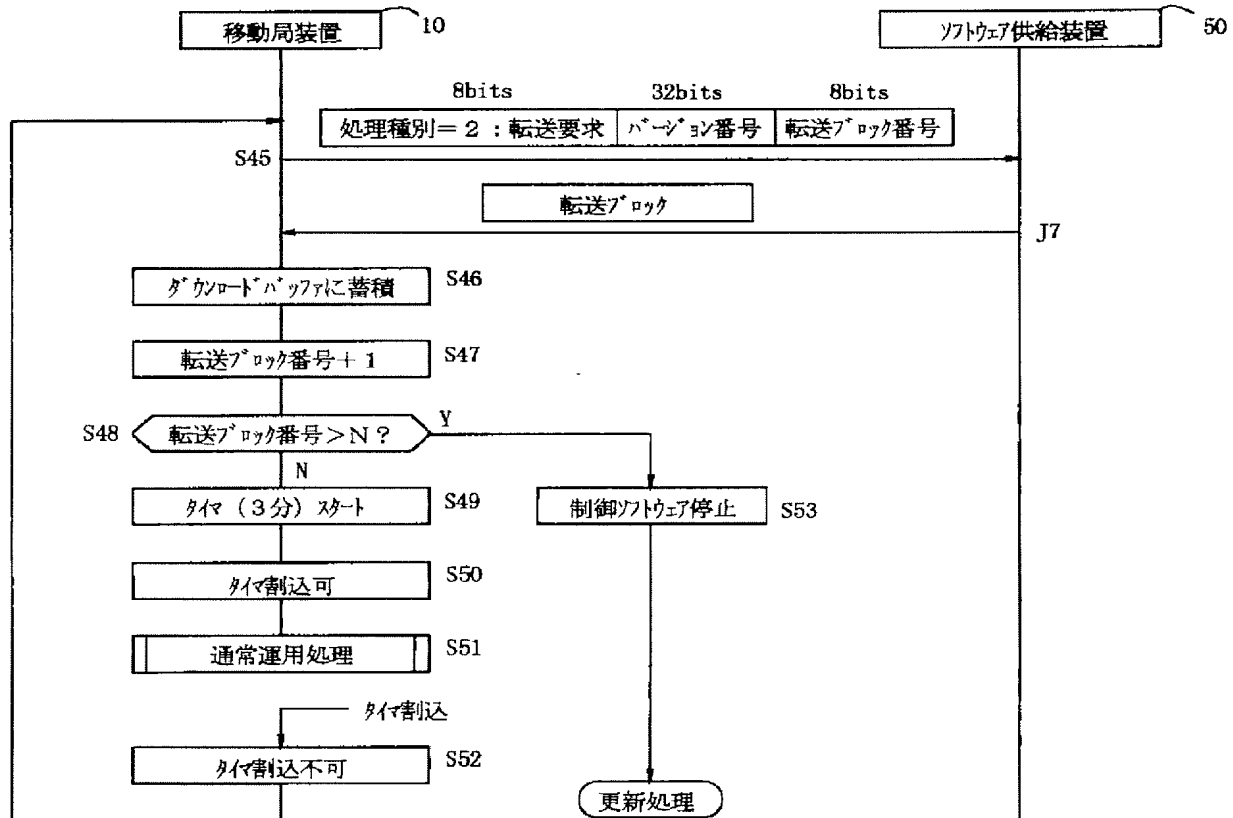 移動局装置 10 ソフトウェア供給装置 50
8bits 32bits 8bits
処理種別=2:転送要求 バージョン番号 転送ブロック番号
S45
転送ブロック
J7
ダウンロードバッファに蓄積 S46
転送ブロック番号+1 S47
S48 転送ブロック番号>N? Y
N
タイマ(3分)スタート S49 制御ソフトウェア停止 S53
タイマ割込可 S50
通常運用処理 S51
タイマ割込
タイマ割込不可 S52
更新処理